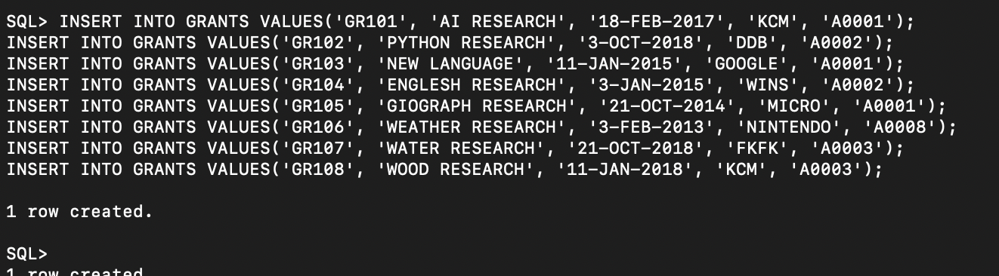 SQL> INSERT INTO GRANTS VALUES('GR101', 'AI RESEARCH', '18-FEB-2017', 'KCM', 'A0001');
INSERT INTO GRANTS VALUES('GR102', 'PYTHON RESEARCH', '3-OCT-2018', 'DDB', 'A0002');
INSERT INTO GRANTS VALUES('GR103', 'NEW LANGUAGE', '11-JAN-2015', 'GOOGLE', 'A0001');
INSERT INTO GRANTS VALUES('GR104', 'ENGLESH RESEARCH', '3-JAN-2015', 'WINS', 'A0002');
INSERT INTO GRANTS VALUES('GR105', 'GIOGRAPH RESEARCH', '21-OCT-2014', 'MICRO', 'A0001');
INSERT INTO GRANTS VALUES('GR106', 'WEATHER RESEARCH', '3-FEB-2013', 'NINTENDO', 'A0008');
INSERT INTO GRANTS VALUES('GR107', 'WATER RESEARCH', '21-OCT-2018', 'FKFK', 'A0003');
INSERT INTO GRANTS VALUES('GR108', 'WOOD RESEARCH', '11-JAN-2018', 'KCM', 'A0003');
1 row created.
SQL>
1 row created